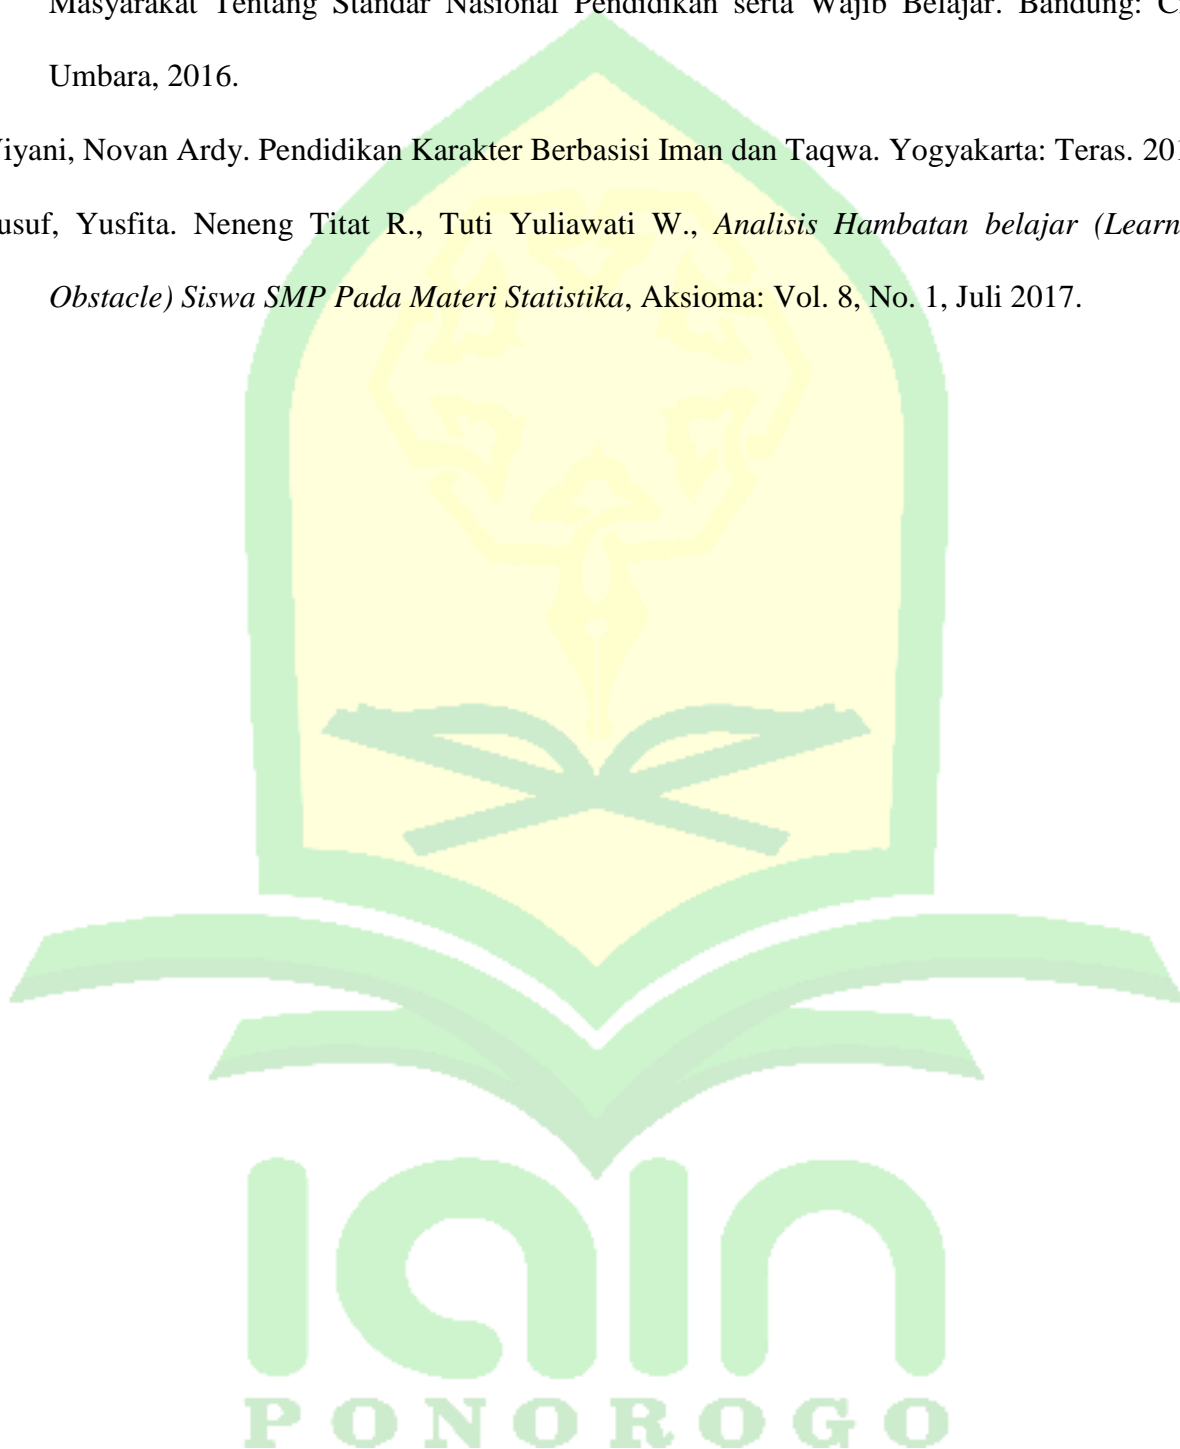 Masyarakat Tentang Standar Nasional Pendidikan serta Wajib Belajar. Bandung:
Umbara, 2016.
iyani, Novan Ardy. Pendidikan Karakter Berbasisi Iman dan Taqwa. Yogyakarta: Teras. 201
usuf, Yusfita. Neneng Titat R., Tuti Yuliawati W., Analisis Hambatan belajar (Learn
Obstacle) Siswa SMP Pada Materi Statistika, Aksioma: Vol. 8, No. 1, Juli 2017.
iain
PONOROGO